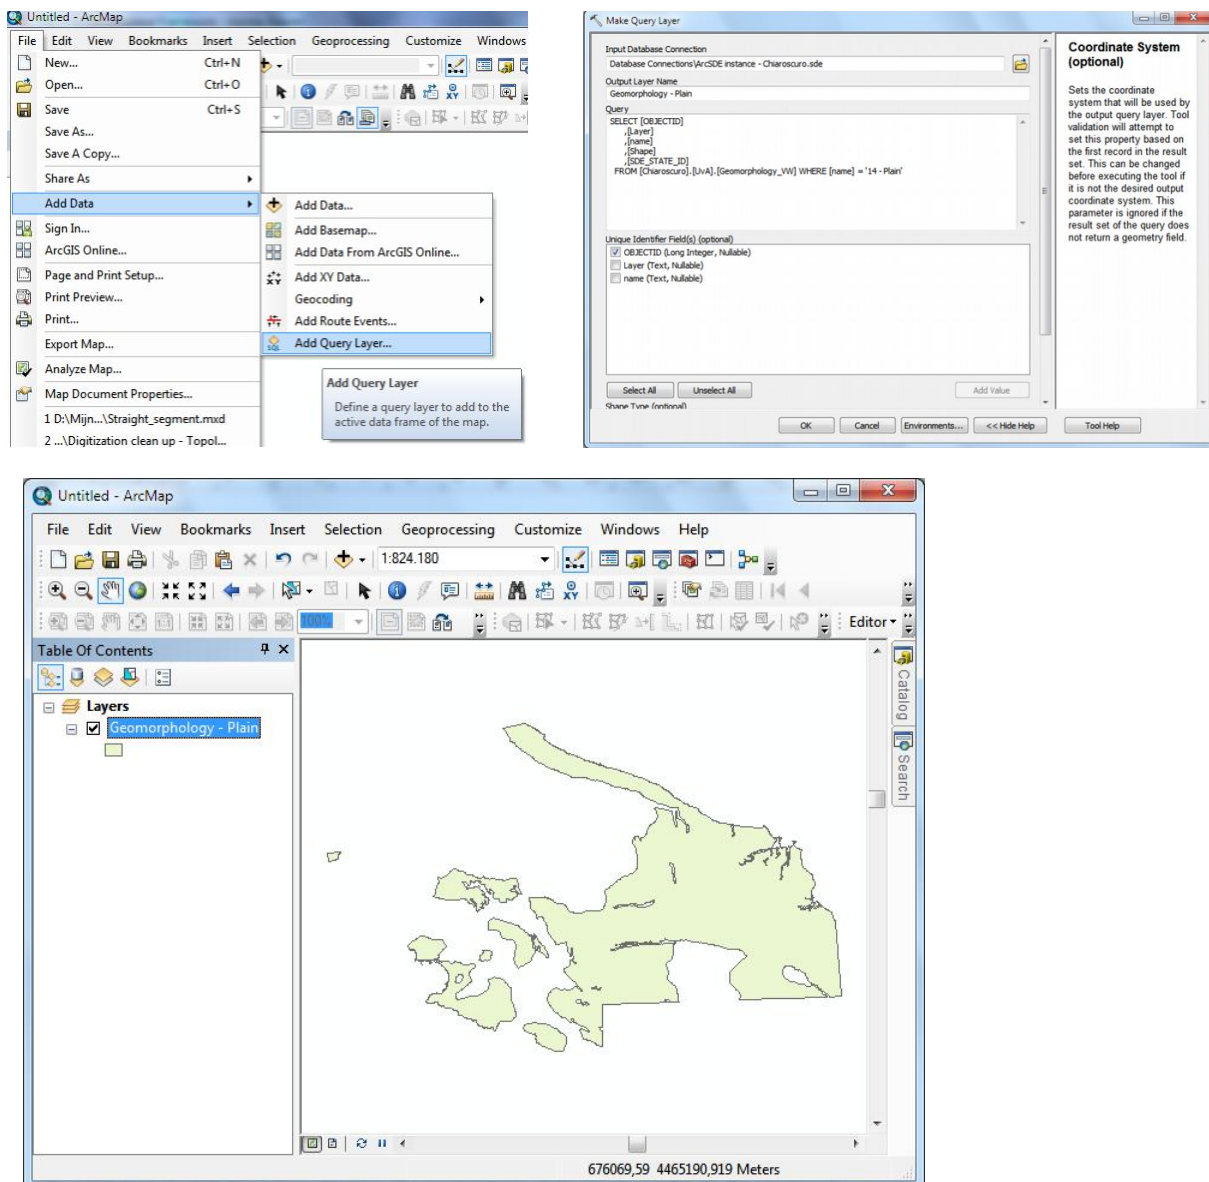 Untitled - ArcMap
File Edit View Bookmarks Insert Selection Geoprocessing Customize Windows
New... Ctrl+N
Open... Ctrl+O
Save Ctrl+S
Save As...
Save A Copy...
Share As
Add Data
Sign In...
ArcGIS Online...
Page and Print Setup...
Print Preview...
Print...
Export Map...
Analyze Map...
Map Document Properties...
1 D:\Mijn...\Straight_segment.mxd
2 ...\Digitization clean up - Topol...
Add Data...
Add Basemap...
Add Data From ArcGIS Online...
Add XY Data...
Geocoding
Add Route Events...
Add Query Layer...
Add Query Layer
Define a query layer to add to the
active data frame of the map.
Make Query Layer
Input Database Connection
Database Connections\ArcSDE instance - Chiaroscuro.sde
Output Layer Name
Geomorphology - Plain
Query
SELECT [OBJECTID]
,[Layer]
,[name]
,[Shape]
,[SDE_STATE_ID]
FROM [Chiaroscuro].[UvA].[Geomorphology_VW] WHERE [name] = '14 - Plain'
Unique Identifier Field(s) (optional)
OBJECTID (Long Integer, Nullable)
Layer (Text, Nullable)
name (Text, Nullable)
Select All Unselect All Add Value
Shape Type (optional)
OK Cancel Environments... << Hide Help Tool Help
Coordinate System
(optional)
Sets the coordinate
system that will be used by
the output query layer. Tool
validation will attempt to
set this property based on
the first record in the result
set. This can be changed
before executing the tool if
it is not the desired output
coordinate system. This
parameter is ignored if the
result set of the query does
not return a geometry field.
Untitled - ArcMap
File Edit View Bookmarks Insert Selection Geoprocessing Customize Windows Help
1:824.180
100% Editor
Table Of Contents
Layers
Geomorphology - Plain
Catalog
Search
676069,59 4465190,919 Meters